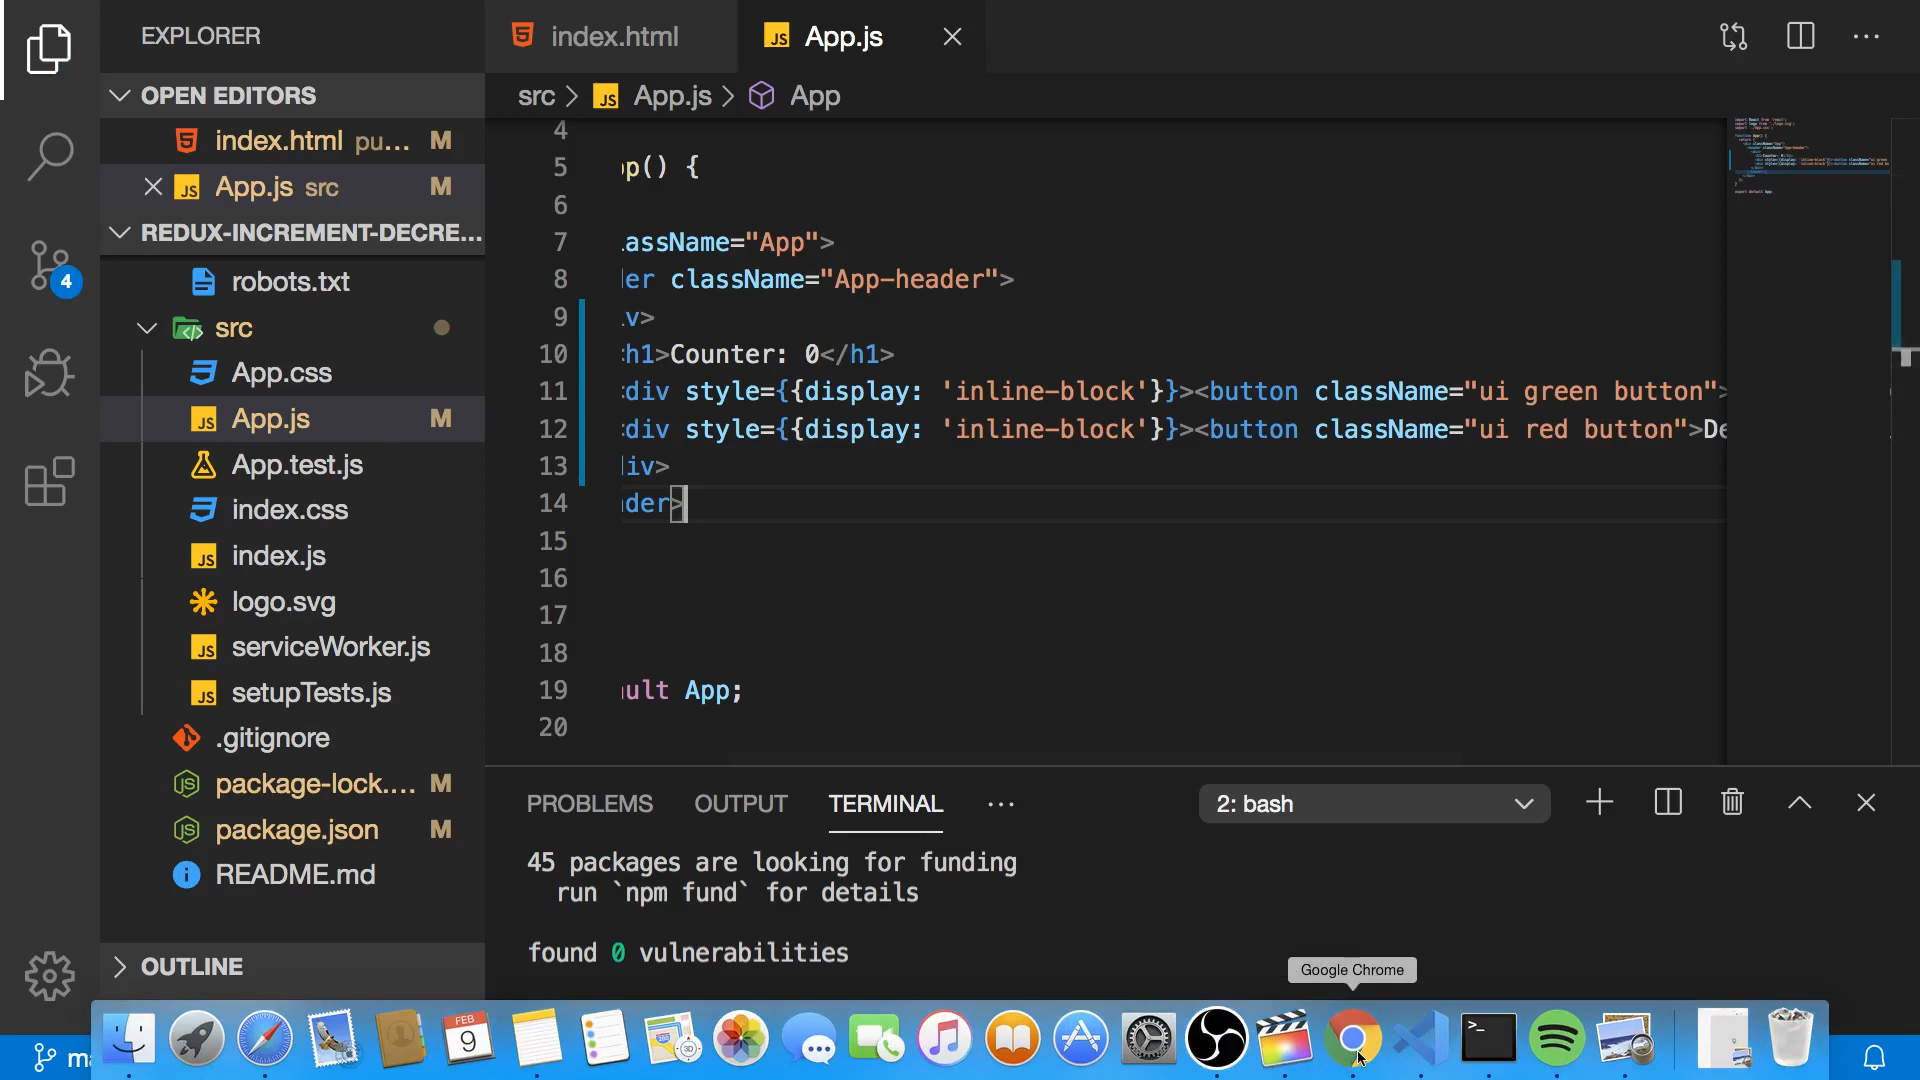 EXPLORER
index.html
App.js
OPEN EDITORS
index.html pu... M
App.js src M
REDUX-INCREMENT-DECRE...
robots.txt
src
App.css
App.js M
App.test.js
index.css
index.js
logo.svg
serviceWorker.js
setupTests.js
.gitignore
package-lock.... M
package.json M
README.md
OUTLINE
4
src > App.js > App
4
5 pp() {
6
7 lassName="App">
8 der className="App-header">
9 iv>
10 h1>Counter: 0</h1>
11 div style={{display: 'inline-block'}}><button className="ui green button">
12 div style={{display: 'inline-block'}}><button className="ui red button">De
13 div>
14 ader>
15
16
17
18
19 ault App;
20
PROBLEMS OUTPUT TERMINAL ...
2: bash
45 packages are looking for funding
run `npm fund` for details
found 0 vulnerabilities
Google Chrome
FEB
9
ma